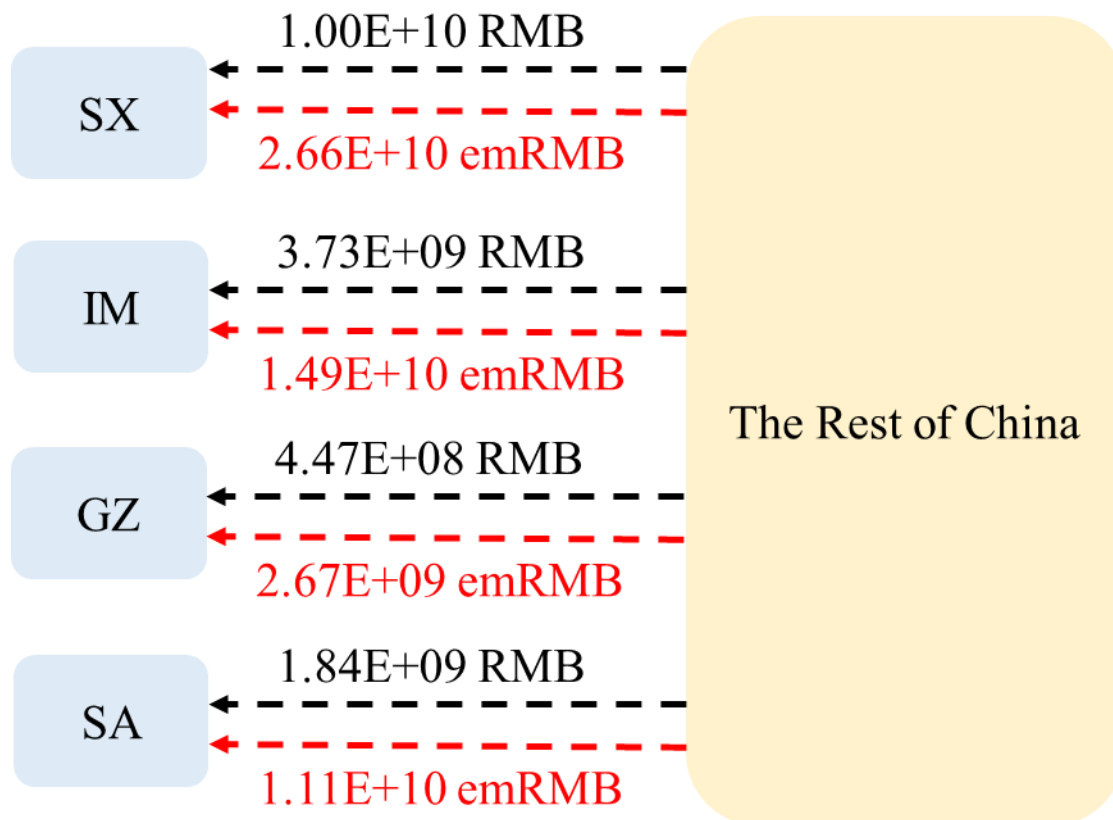 1.00E+10 RMB
SX
2.66E+10 emRMB
3.73E+09 RMB
IM
1.49E+10 emRMB
The Rest of China
4.47E+08 RMB
GZ
2.67E+09 emRMB
1.84E+09 RMB
SA
1.11E+10 emRMB